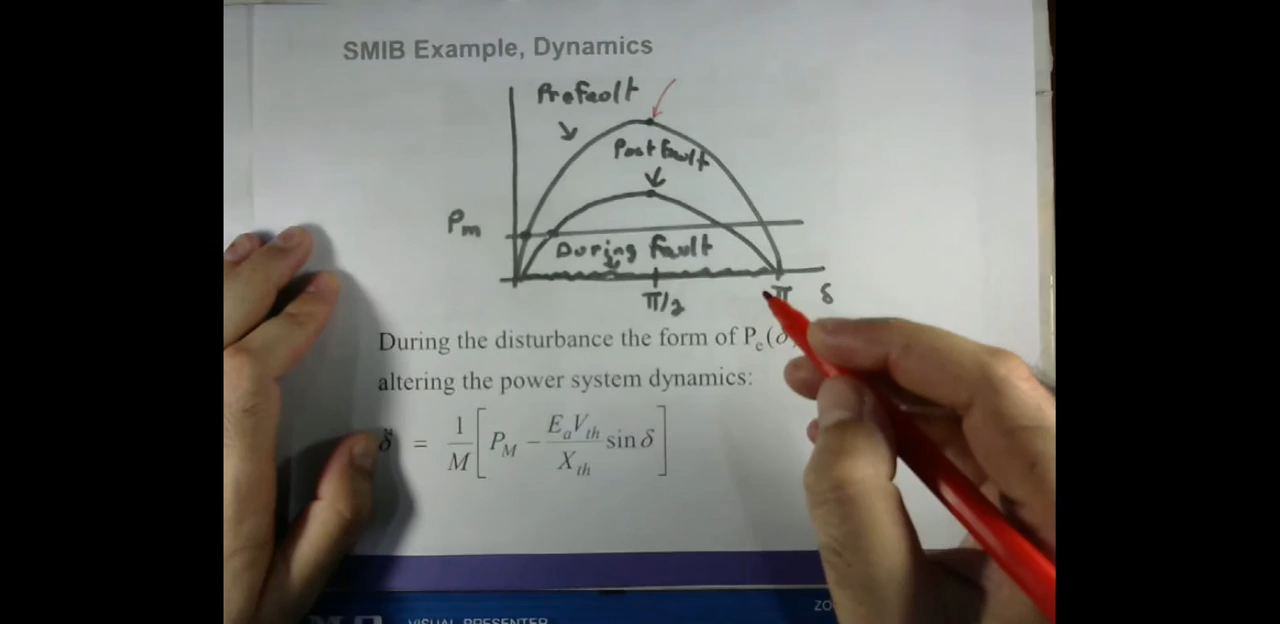 SMIB Example, Dynamics
Prefault
Post fault
Pm
During fault
π/2
π δ
During the disturbance the form of Pe(δ
altering the power system dynamics:
δ̈ = 1/M [ PM − EaVth/Xth sin δ ]
VISUAL PRESENTER
ZO